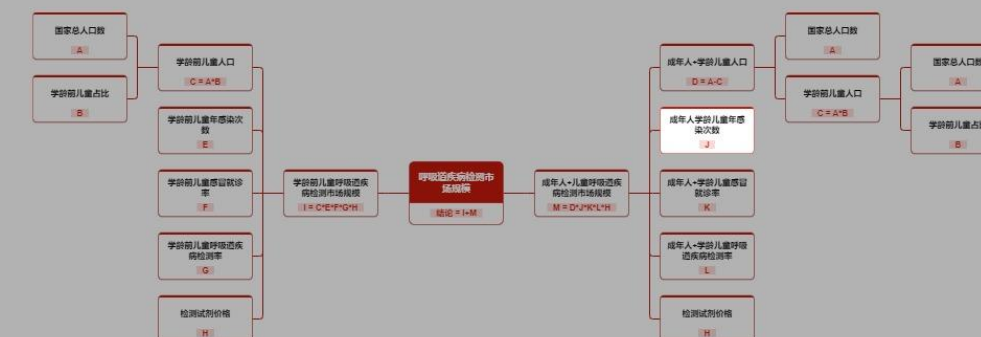 国家总人口数
A
学龄前儿童占比
B
学龄前儿童人口
C = A*B
学龄前儿童年感染次
数
E
学龄前儿童感冒就诊
率
F
学龄前儿童呼吸道疾
病检测率
G
检测试剂价格
H
学龄前儿童呼吸道疾
病检测市场规模
I = C*E*F*G*H
呼吸道疾病检测市
场规模
结论 = I+M
成年人+儿童呼吸道疾
病检测市场规模
M = D*J*K*L*H
成年人+学龄儿童人口
D = A-C
成年人学龄儿童年感
染次数
J
成年人+学龄儿童感冒
就诊率
K
成年人+学龄儿童呼吸
道疾病检测率
L
检测试剂价格
H
国家总人口数
A
学龄前儿童人口
C = A*B
国家总人口数
A
学龄前儿童占
B